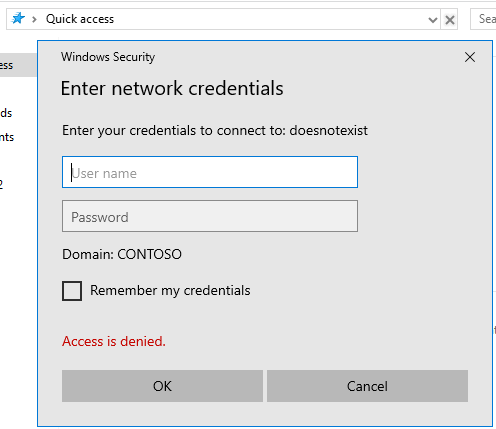 Quick access
Sea
Windows Security
Enter network credentials
ess
Enter your credentials to connect to: doesnotexist
ds
nts
User name
2
Password
Domain: CONTOSO
Remember my credentials
Access is denied.
OK
Cancel